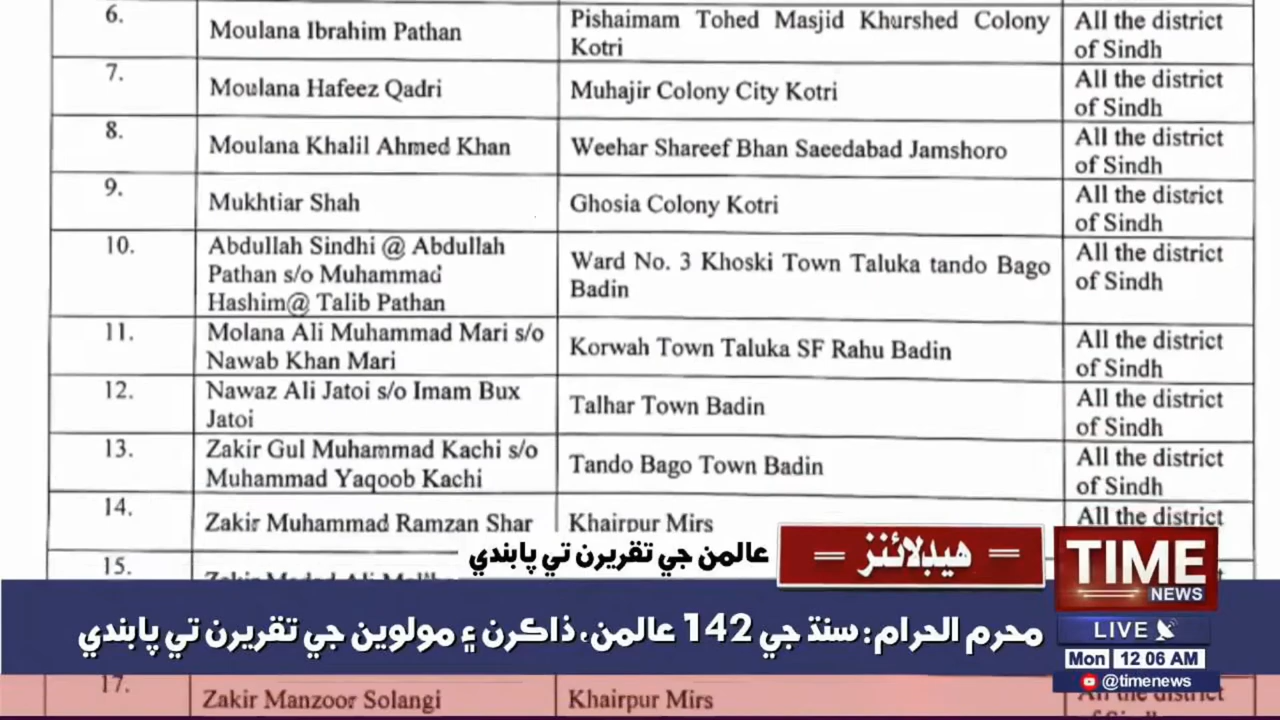 6.
Moulana Ibrahim Pathan
Pishaimam Tohed Masjid Khurshed Colony
Kotri
All the district
of Sindh
7.
Moulana Hafeez Qadri
Muhajir Colony City Kotri
All the district
of Sindh
8.
Moulana Khalil Ahmed Khan
Weehar Shareef Bhan Saeedabad Jamshoro
All the district
of Sindh
9.
Mukhtiar Shah
Ghosia Colony Kotri
All the district
of Sindh
10.
Abdullah Sindhi @ Abdullah
Pathan s/o Muhammad
Hashim@ Talib Pathan
Ward No. 3 Khoski Town Taluka tando Bago
Badin
All the district
of Sindh
11.
Molana Ali Muhammad Mari s/o
Nawab Khan Mari
Korwah Town Taluka SF Rahu Badin
All the district
of Sindh
12.
Nawaz Ali Jatoi s/o Imam Bux
Jatoi
Talhar Town Badin
All the district
of Sindh
13.
Zakir Gul Muhammad Kachi s/o
Muhammad Yaqoob Kachi
Tando Bago Town Badin
All the district
of Sindh
14.
Zakir Muhammad Ramzan Shar
Khairpur Mirs
All the district
15.
عالمن جي تقريرن تي پابندي
هيڊلائنز
TIME
NEWS
محرم الحرام: سنڌ جي 142 عالمن، ذاڪرن ۽ مولوين جي تقريرن تي پابندي
LIVE
Mon 12 06 AM
@timenews
17.
Zakir Manzoor Solangi
Khairpur Mirs
All the district